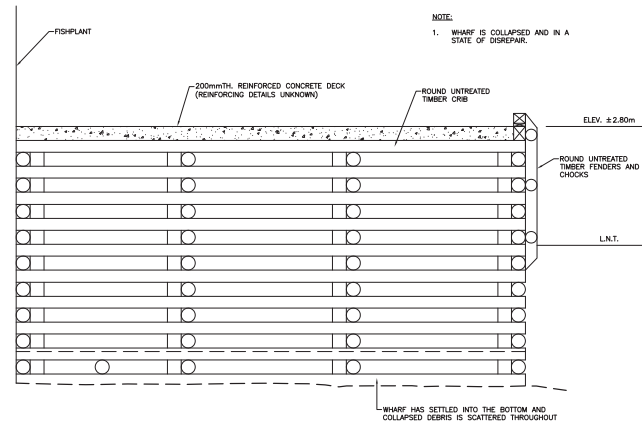 NOTE:
1. WHARF IS COLLAPSED AND IN A
STATE OF DISREPAIR.
FISHPLANT
200mmTH. REINFORCED CONCRETE DECK
(REINFORCING DETAILS UNKNOWN)
ROUND UNTREATED
TIMBER CRIB
ELEV. ±2.80m
ROUND UNTREATED
TIMBER FENDERS AND
CHOCKS
L.N.T.
WHARF HAS SETTLED INTO THE BOTTOM AND
COLLAPSED DEBRIS IS SCATTERED THROUGHOUT